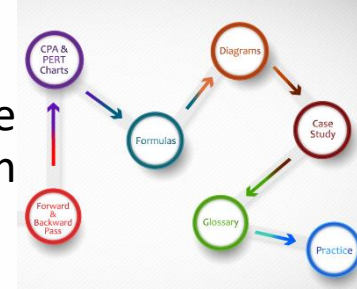 e
n
Forward
&
Backward
Pass
CPA &
PERT
Charts
Formulas
Diagrams
Case
Study
Glossary
Practice